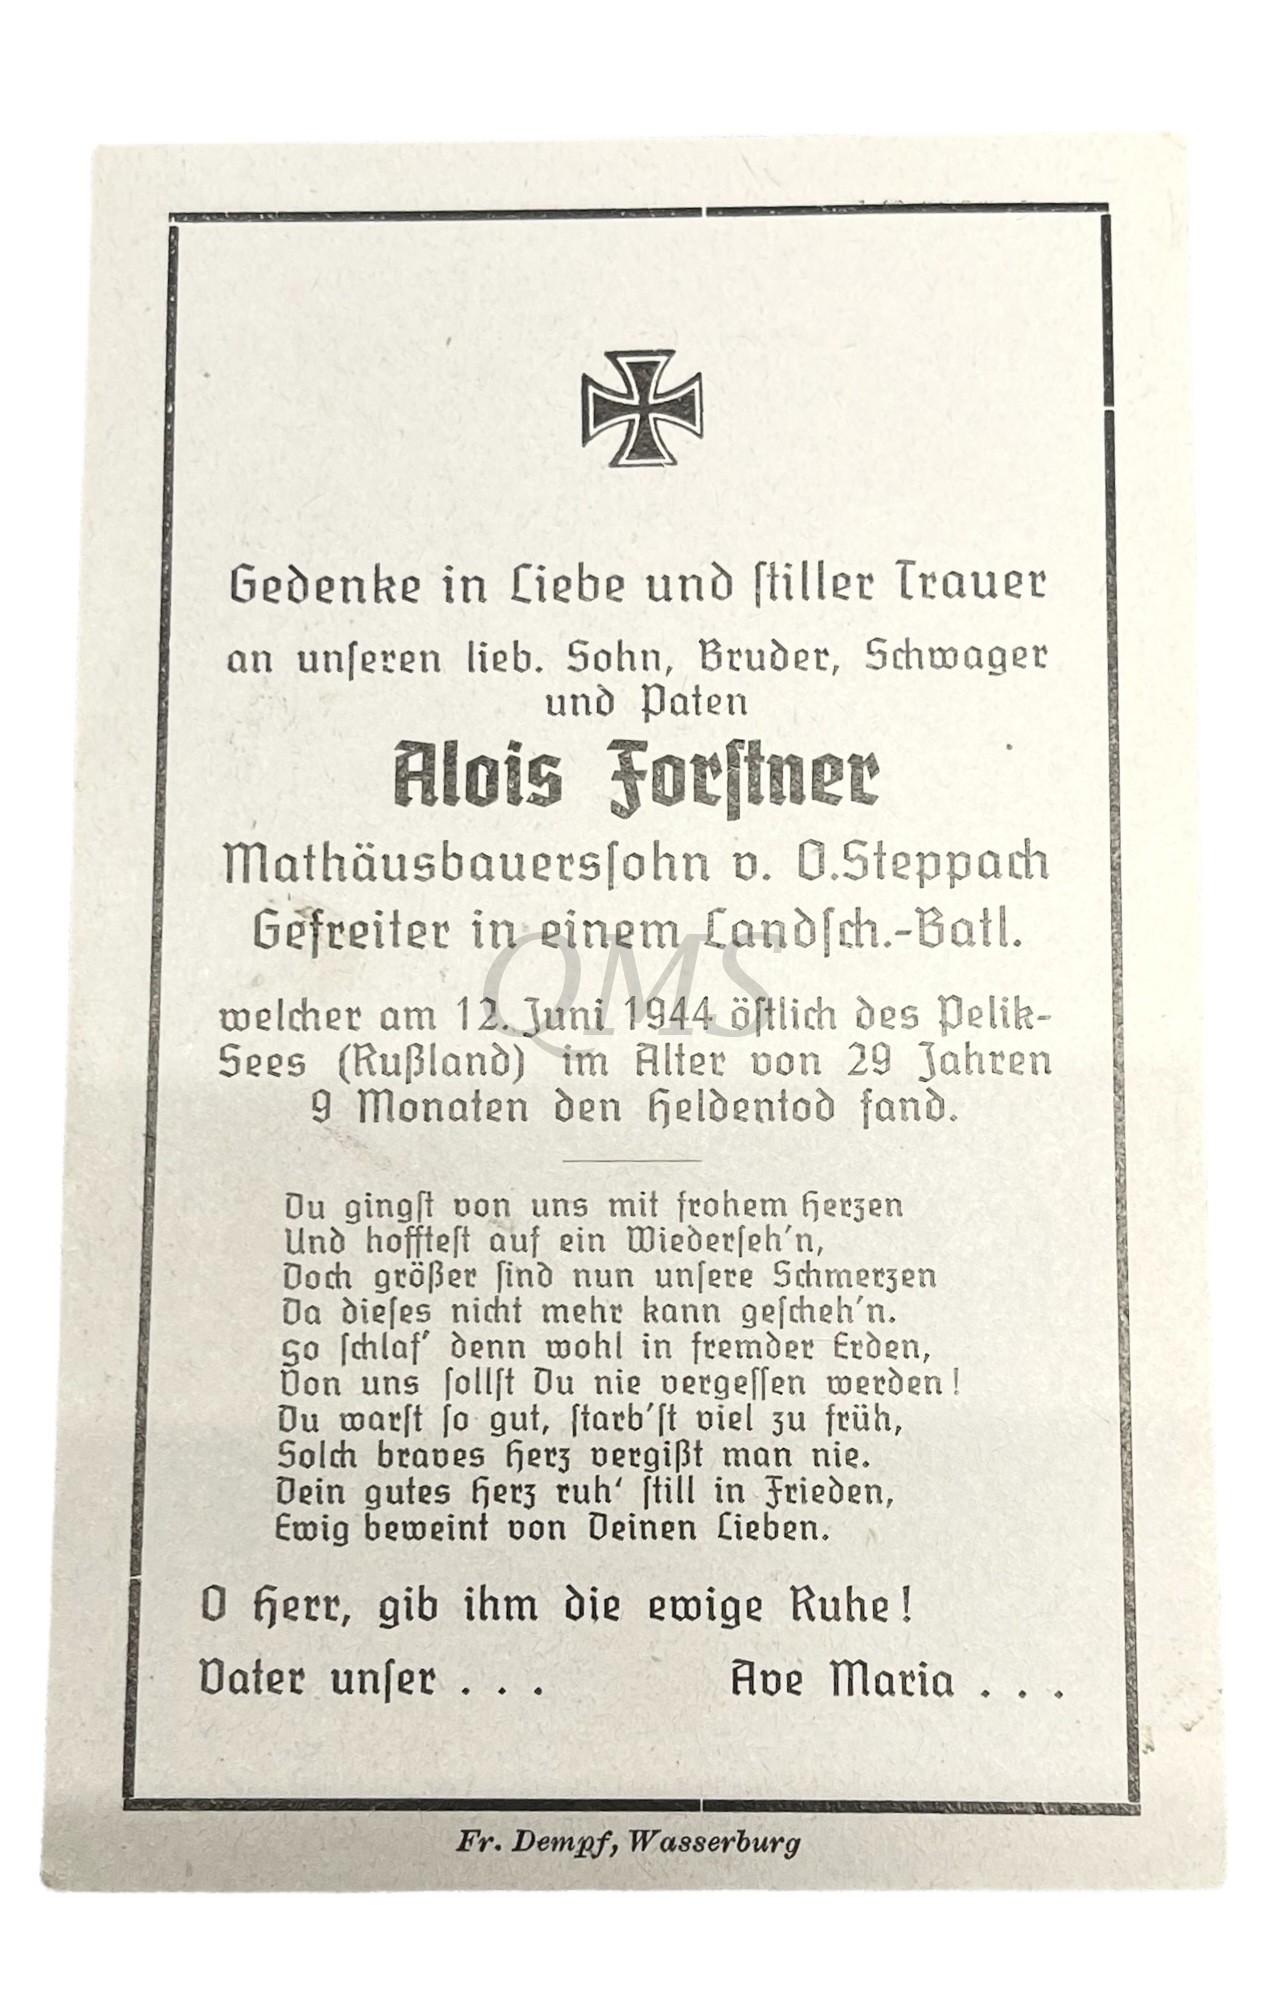 Gedenke in Liebe und stiller Trauer
an unseren lieb. Sohn, Bruder, Schwager
und Paten
Alois Forstner
Mathäusbauerssohn v. O.Steppach
Gefreiter in einem Landsch.-Batl.
QMS
welcher am 12. Juni 1944 östlich des Pelik-
Sees (Rußland) im Alter von 29 Jahren
9 Monaten den Heldentod fand.
Du gingst von uns mit frohem Herzen
Und hofftest auf ein Wiederseh'n,
Doch größer sind nun unsere Schmerzen
Da dieses nicht mehr kann gescheh'n.
So schlaf' denn wohl in fremder Erden,
Von uns sollst Du nie vergessen werden!
Du warst so gut, starb'st viel zu früh,
Solch braves Herz vergißt man nie.
Dein gutes Herz ruh' still in Frieden,
Ewig beweint von Deinen Lieben.
O Herr, gib ihm die ewige Ruhe!
Vater unser . . . Ave Maria . . .
Fr. Dempf, Wasserburg